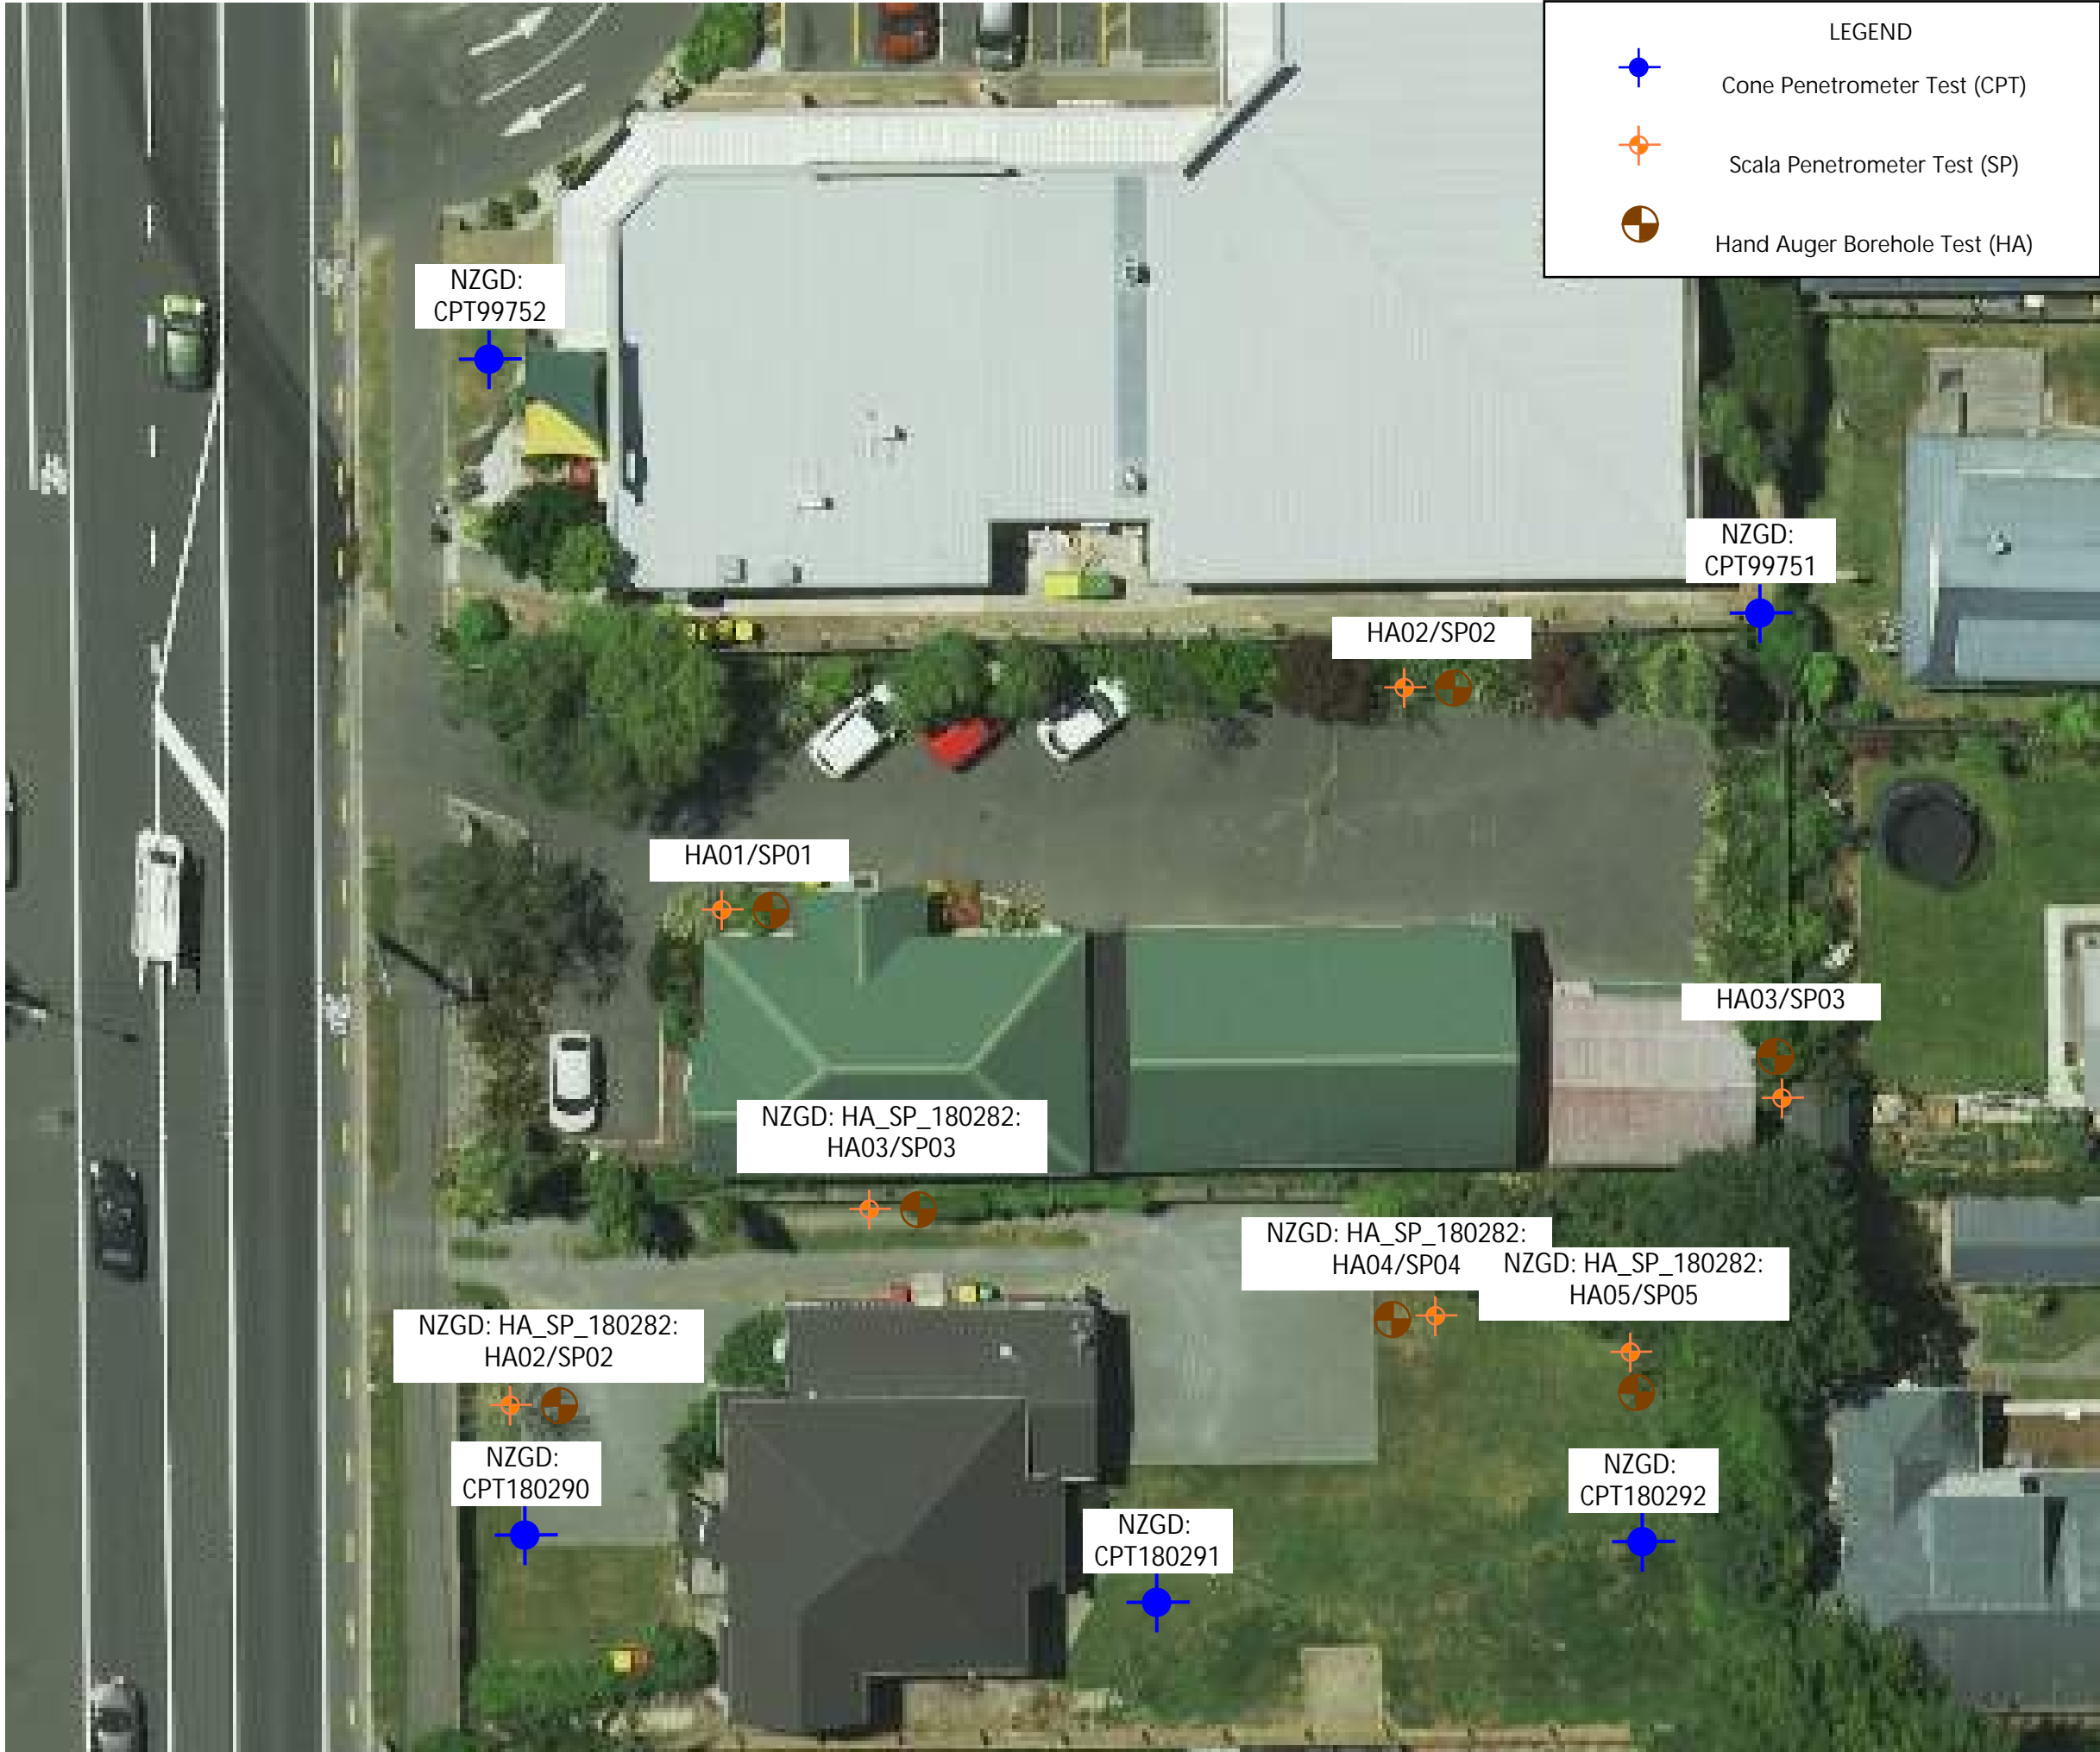 LEGEND
Cone Penetrometer Test (CPT)
Scala Penetrometer Test (SP)
Hand Auger Borehole Test (HA)
NZGD:
CPT99752
NZGD:
CPT99751
HA02/SP02
HA01/SP01
HA03/SP03
NZGD: HA_SP_180282:
HA03/SP03
NZGD: HA_SP_180282:
HA04/SP04
NZGD: HA_SP_180282:
HA05/SP05
NZGD: HA_SP_180282:
HA02/SP02
NZGD:
CPT180290
NZGD:
CPT180291
NZGD:
CPT180292